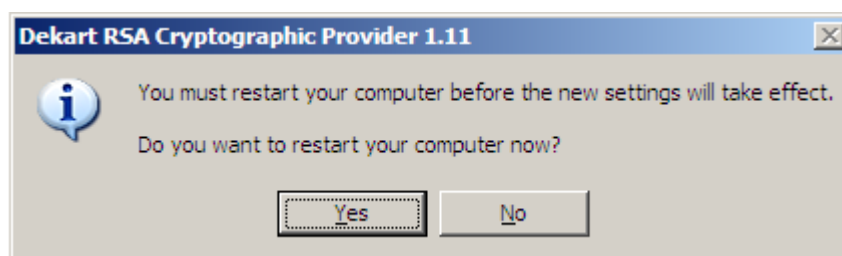 Dekart RSA Cryptographic Provider 1.11
You must restart your computer before the new settings will take effect.
Do you want to restart your computer now?
Yes No